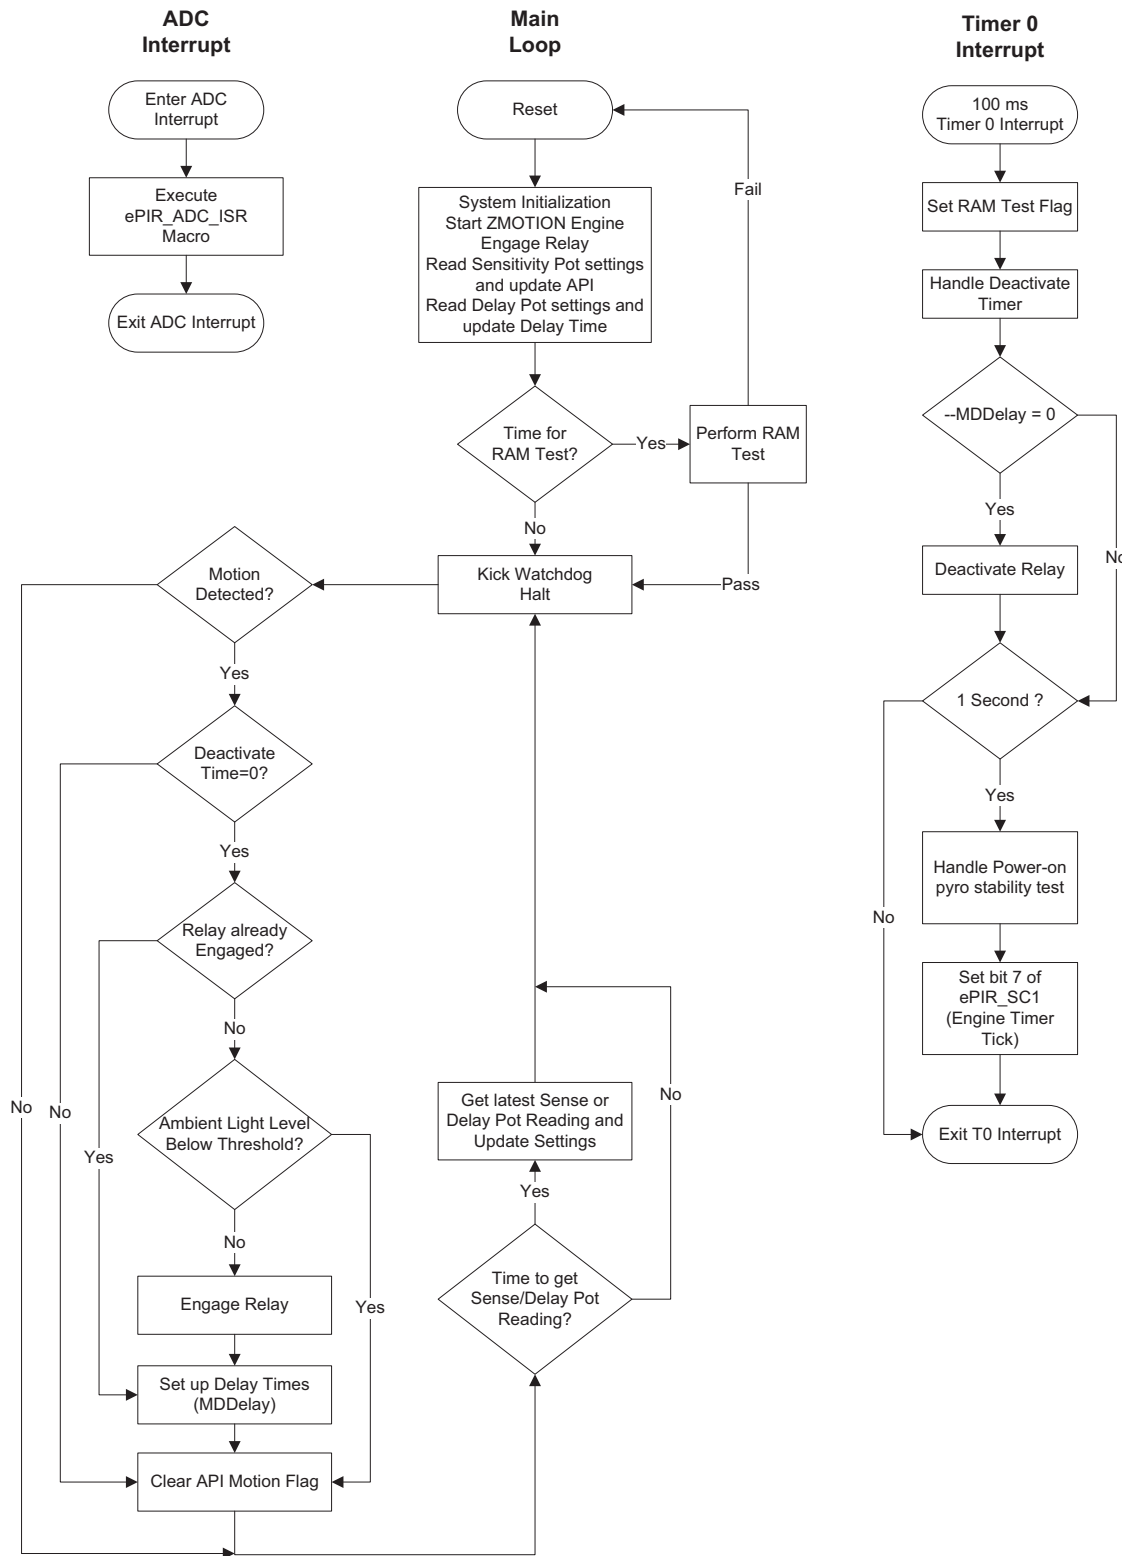 ADC
Interrupt
Enter ADC
Interrupt
Execute
ePIR_ADC_ISR
Macro
Exit ADC Interrupt
Main
Loop
Reset
Fail
System Initialization
Start ZMOTION Engine
Engage Relay
Read Sensitivity Pot settings
and update API
Read Delay Pot settings and
update Delay Time
Time for
RAM Test?
Yes
Perform RAM
Test
No
Pass
Kick Watchdog
Halt
Motion
Detected?
Yes
No
Deactivate
Time=0?
Yes
No
Relay already
Engaged?
Yes
No
Ambient Light Level
Below Threshold?
No
Yes
Engage Relay
Set up Delay Times
(MDDelay)
Clear API Motion Flag
Get latest Sense or
Delay Pot Reading and
Update Settings
No
Yes
Time to get
Sense/Delay Pot
Reading?
Timer 0
Interrupt
100 ms
Timer 0 Interrupt
Set RAM Test Flag
Handle Deactivate
Timer
--MDDelay = 0
Yes
No
Deactivate Relay
1 Second ?
Yes
No
Handle Power-on
pyro stability test
Set bit 7 of
ePIR_SC1
(Engine Timer
Tick)
Exit T0 Interrupt